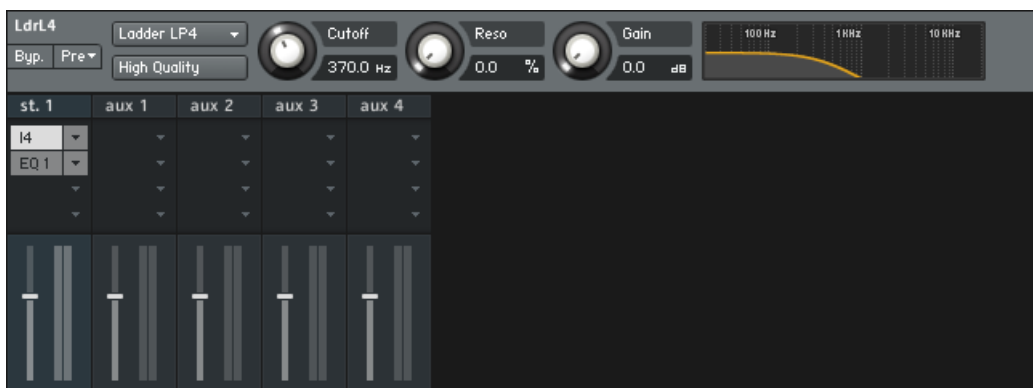 LdrL4
Byp. Pre
Ladder LP4
High Quality
Cutoff
370.0 Hz
Reso
0.0 %
Gain
0.0 dB
100 Hz 1 KHz 10 KHz
st. 1 aux 1 aux 2 aux 3 aux 4
l4
EQ 1